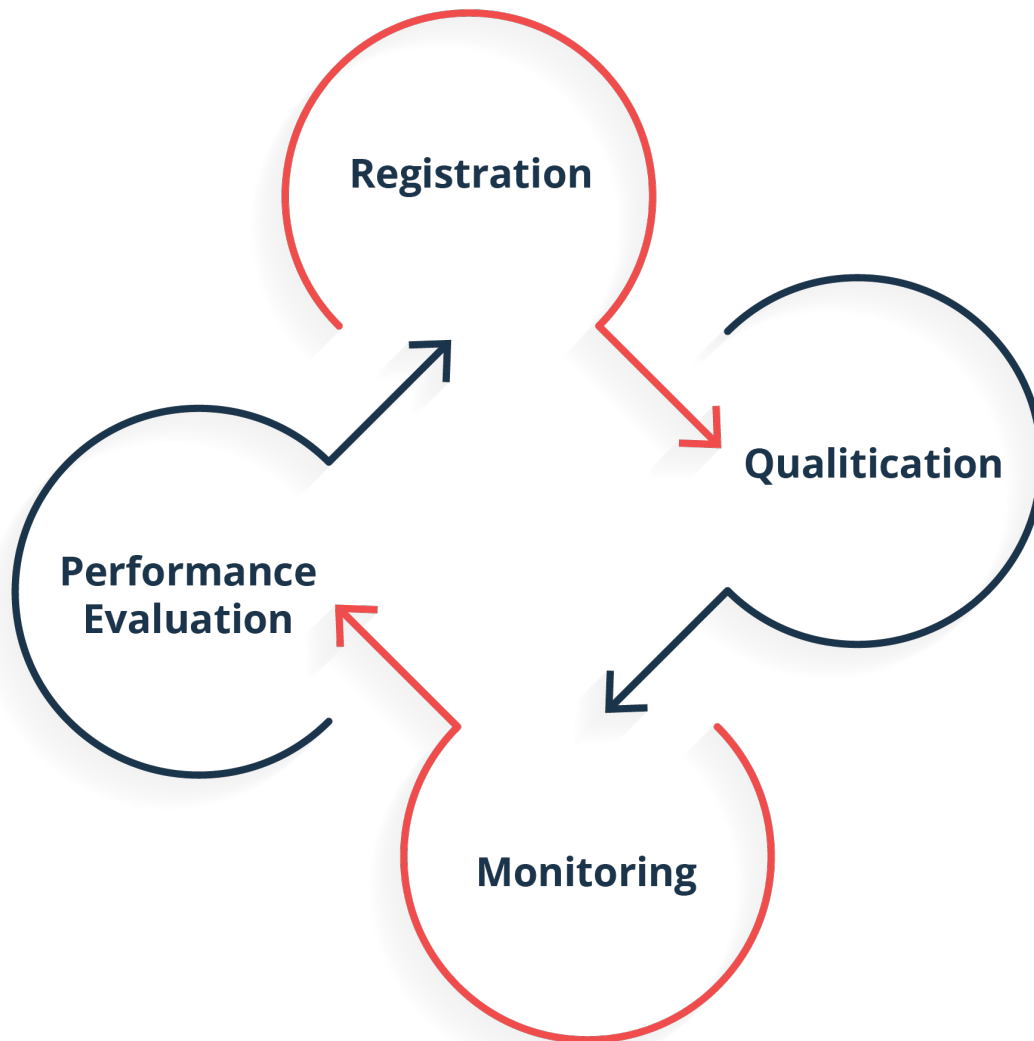 Registration
Qualitication
Performance
Evaluation
Monitoring